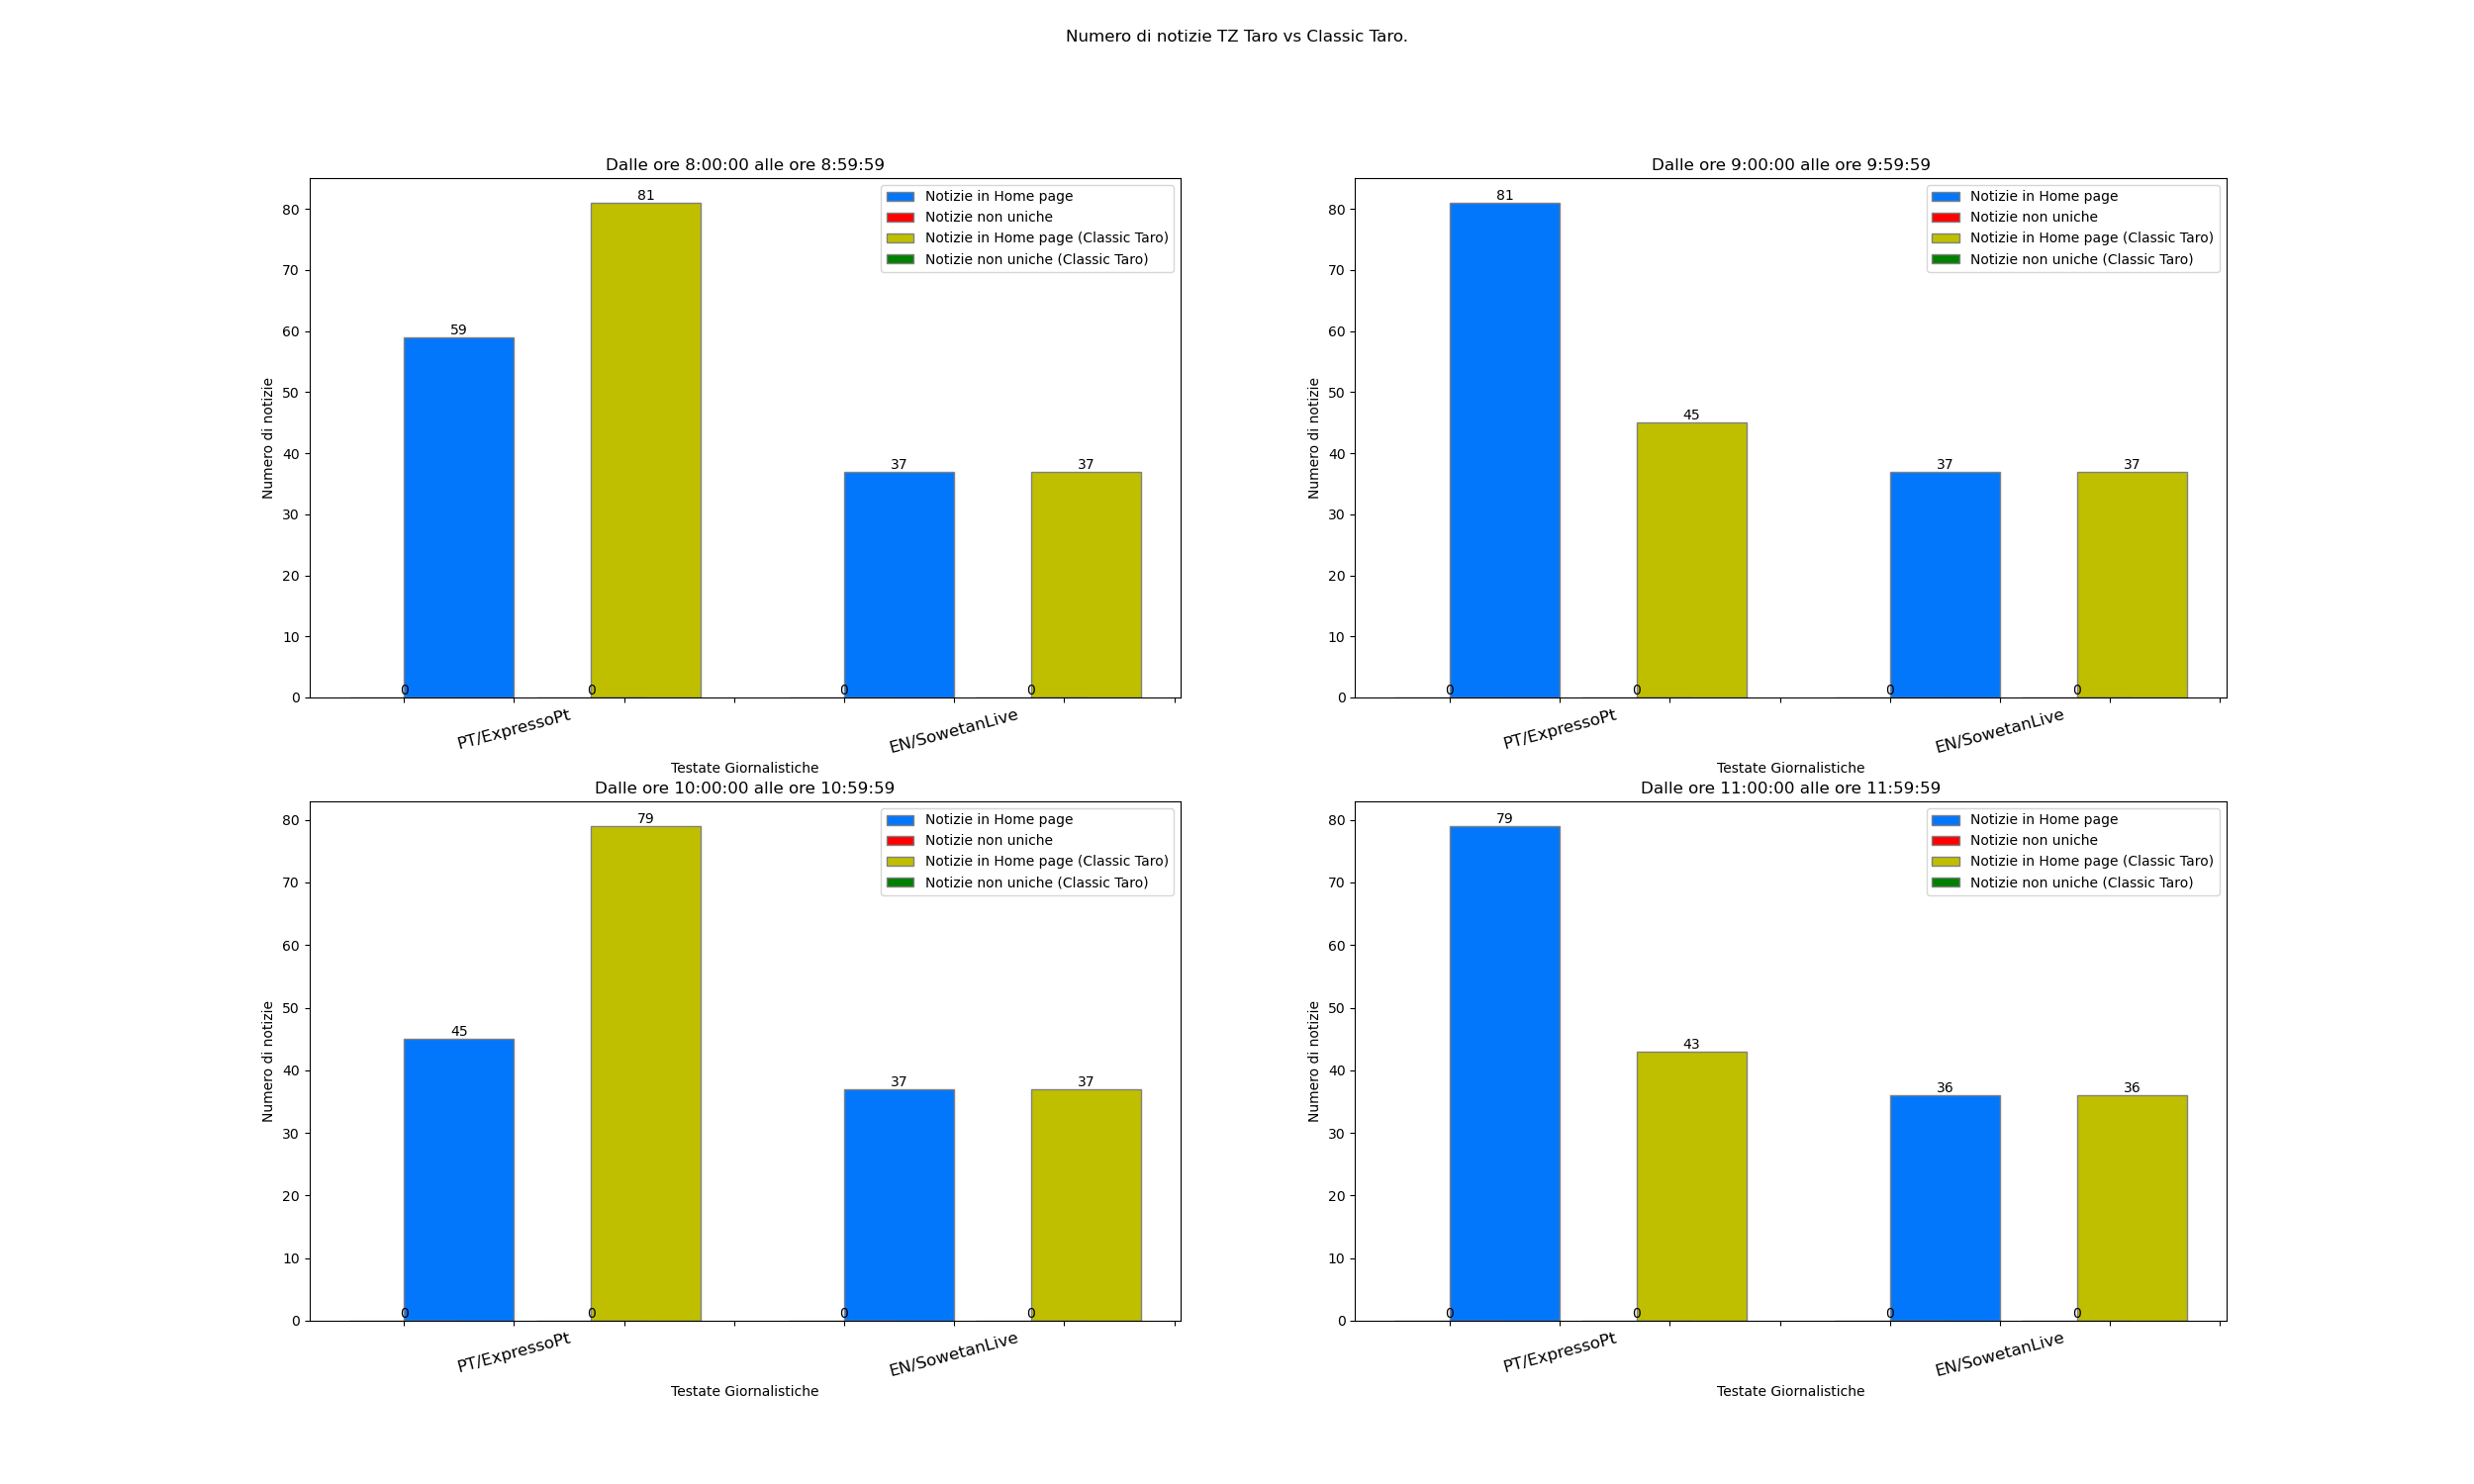 Numero di notizie TZ Taro vs Classic Taro.
Dalle ore 8:00:00 alle ore 8:59:59
Numero di notizie
80
70
60
50
40
30
20
10
0
81
59
37
37
0
0
0
0
Notizie in Home page
Notizie non uniche
Notizie in Home page (Classic Taro)
Notizie non uniche (Classic Taro)
PT/ExpressoPt
EN/SowetanLive
Testate Giornalistiche
Dalle ore 9:00:00 alle ore 9:59:59
Numero di notizie
80
70
60
50
40
30
20
10
0
81
45
37
37
0
0
0
0
Notizie in Home page
Notizie non uniche
Notizie in Home page (Classic Taro)
Notizie non uniche (Classic Taro)
PT/ExpressoPt
EN/SowetanLive
Testate Giornalistiche
Dalle ore 10:00:00 alle ore 10:59:59
Numero di notizie
80
70
60
50
40
30
20
10
0
79
45
37
37
0
0
0
0
Notizie in Home page
Notizie non uniche
Notizie in Home page (Classic Taro)
Notizie non uniche (Classic Taro)
PT/ExpressoPt
EN/SowetanLive
Testate Giornalistiche
Dalle ore 11:00:00 alle ore 11:59:59
Numero di notizie
80
70
60
50
40
30
20
10
0
79
43
36
36
0
0
0
0
Notizie in Home page
Notizie non uniche
Notizie in Home page (Classic Taro)
Notizie non uniche (Classic Taro)
PT/ExpressoPt
EN/SowetanLive
Testate Giornalistiche